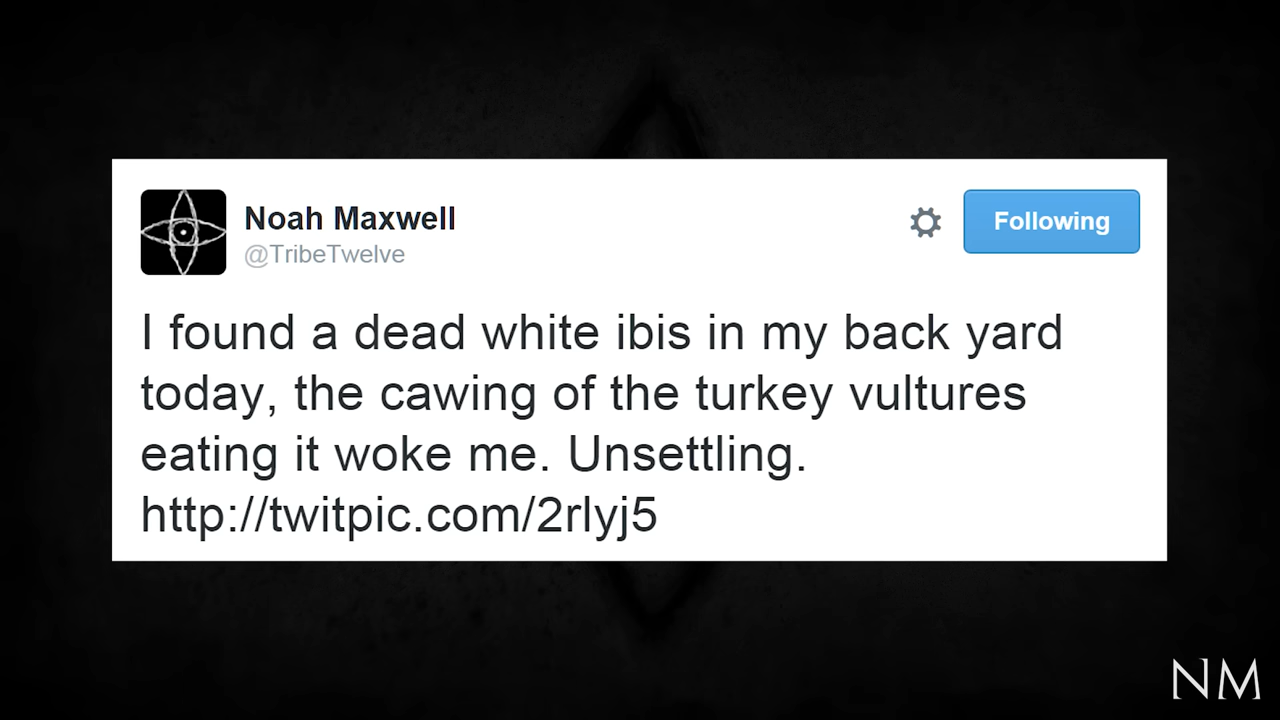 Noah Maxwell
@TribeTwelve
Following
I found a dead white ibis in my back yard
today, the cawing of the turkey vultures
eating it woke me. Unsettling.
http://twitpic.com/2rlyj5
NM